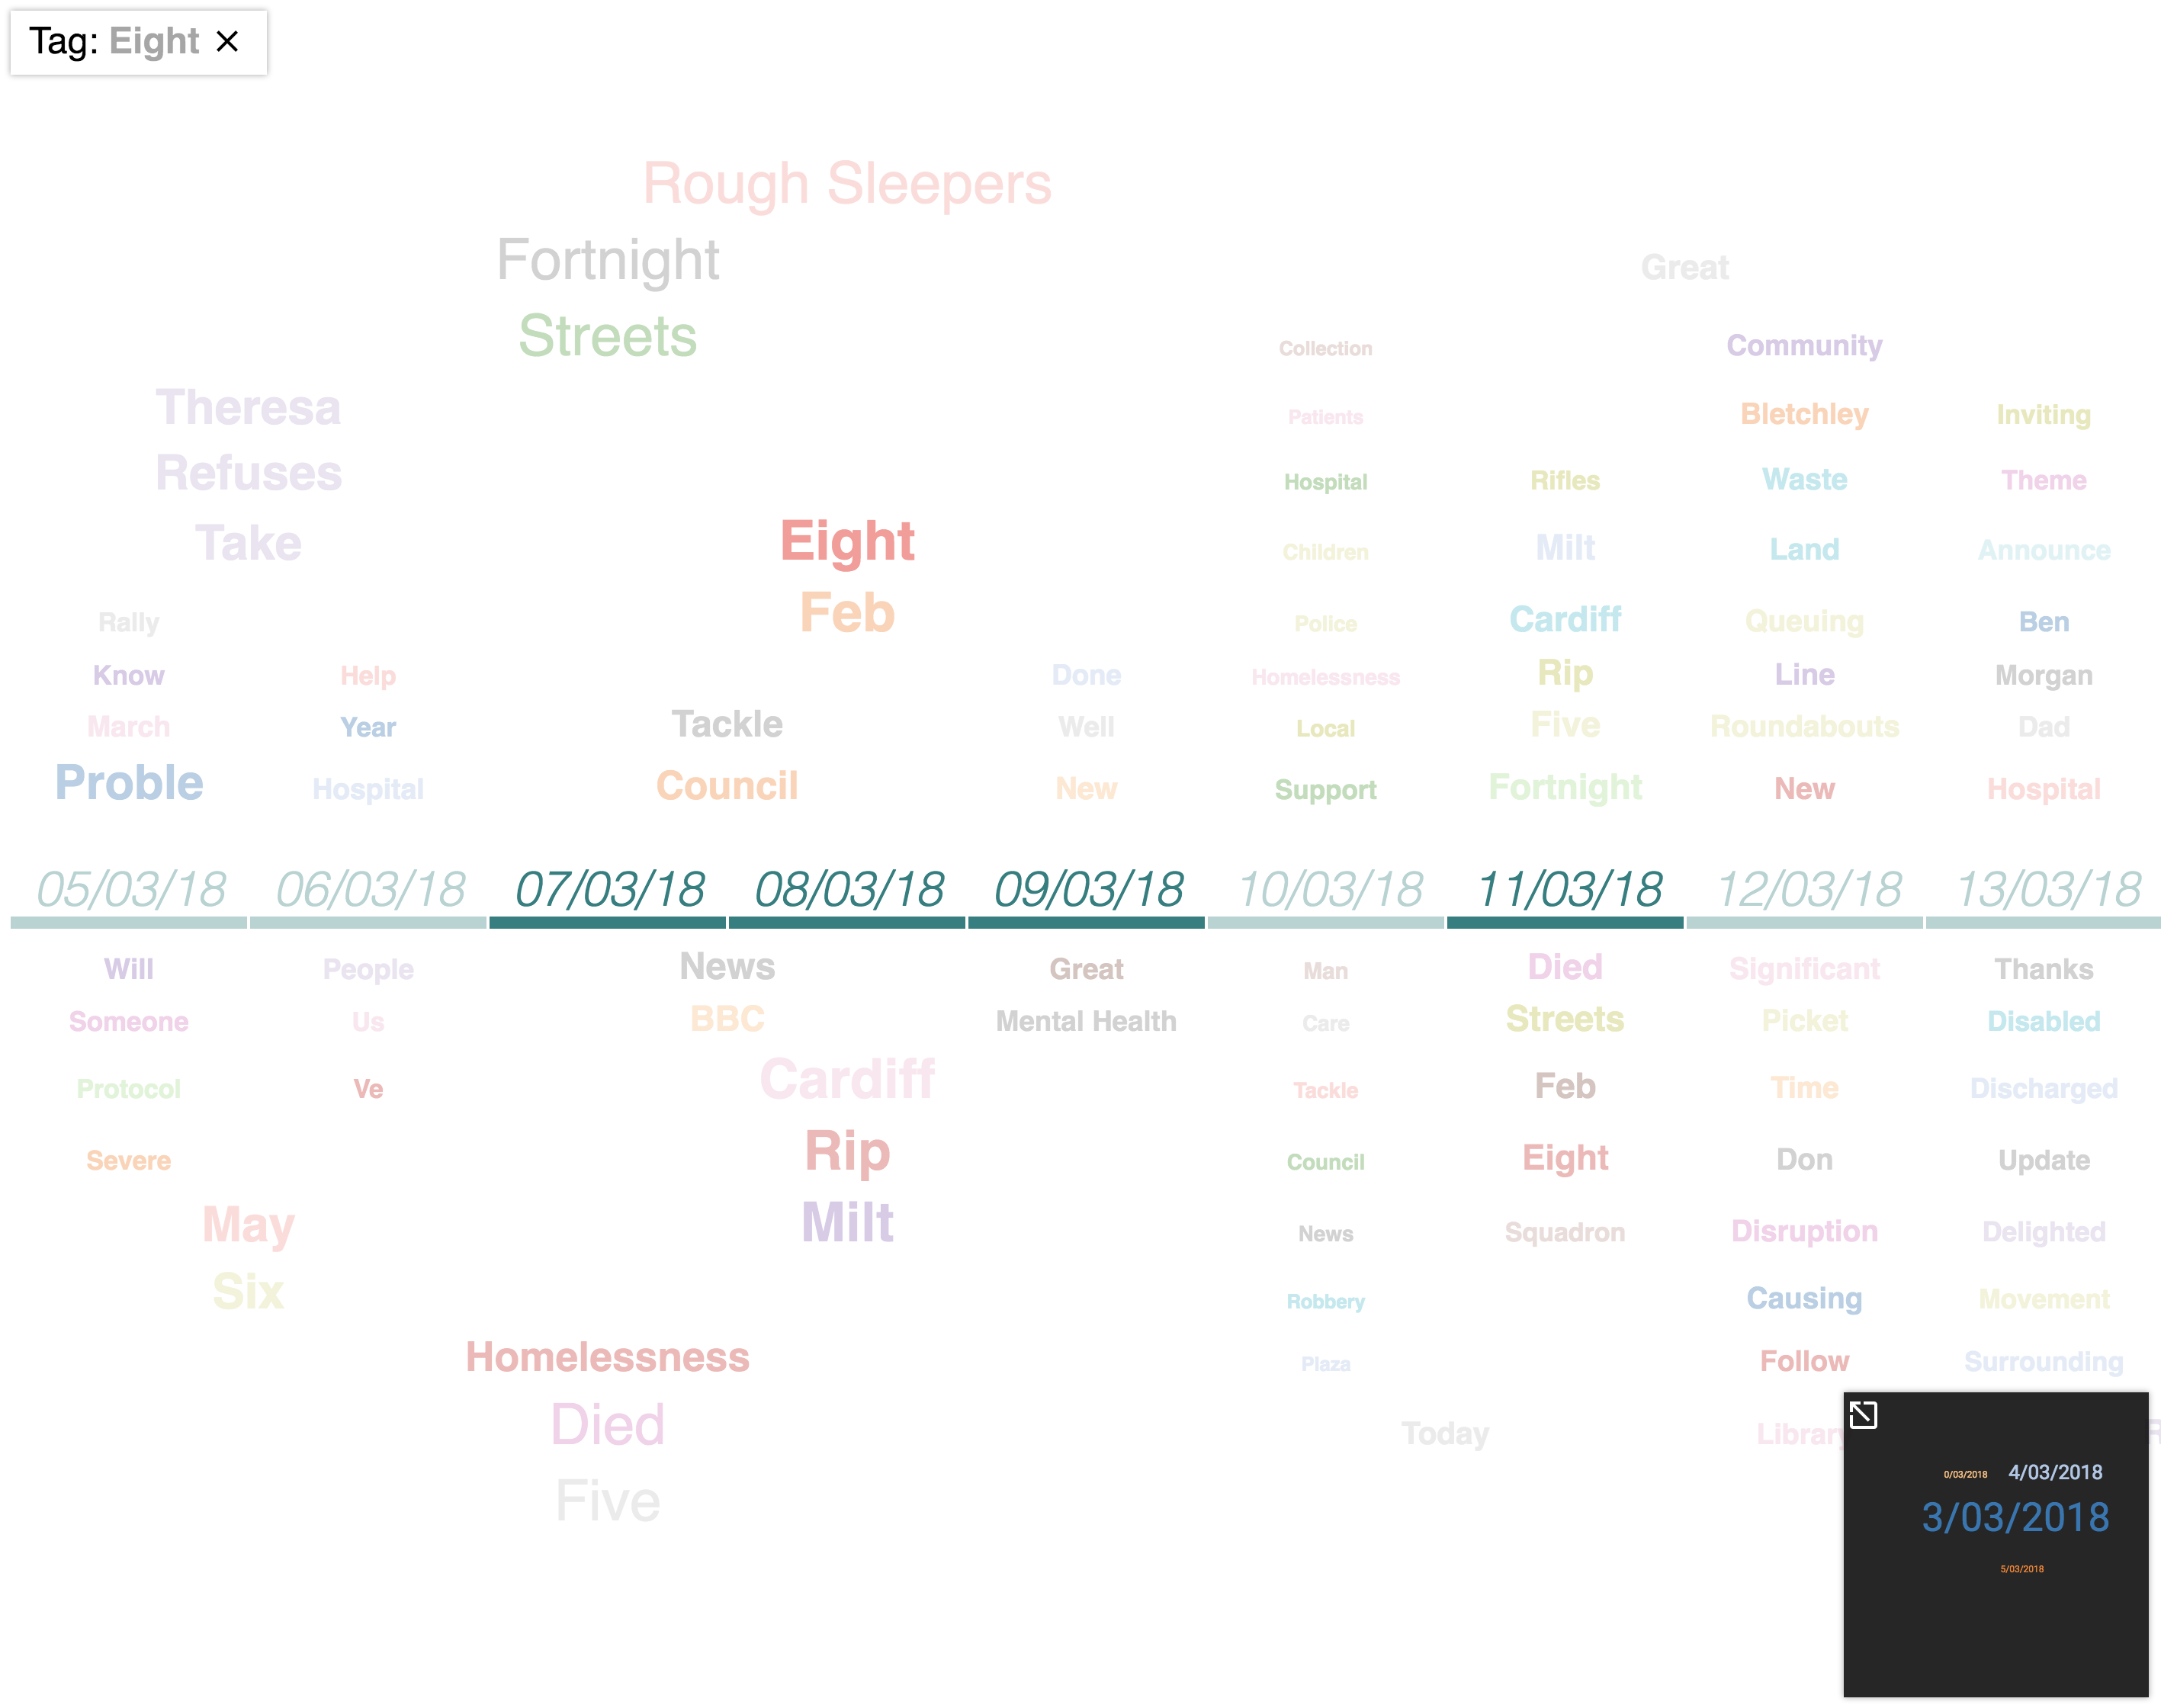 Tag: Eight ×
Rough Sleepers
Fortnight Great
Streets Collection Community
Theresa Patients Bletchley Inviting
Refuses Hospital Rifles Waste Theme
Take Eight Children Milt Land Announce
Rally Feb Police Cardiff Queuing Ben
Know Help Done Homelessness Rip Line Morgan
March Year Tackle Well Local Five Roundabouts Dad
Proble Hospital Council New Support Fortnight New Hospital
05/03/18 06/03/18 07/03/18 08/03/18 09/03/18 10/03/18 11/03/18 12/03/18 13/03/18
Will People News Great Man Died Significant Thanks
Someone Us BBC Mental Health Care Streets Picket Disabled
Protocol Ve Cardiff Tackle Feb Time Discharged
Severe Rip Council Eight Don Update
May Milt News Squadron Disruption Delighted
Six Robbery Causing Movement
Homelessness Plaza Follow Surrounding
Died Today Library R
0/03/2018 4/03/2018
Five 3/03/2018
5/03/2018